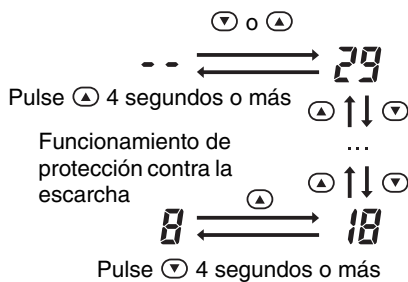 ▼ o ▲
- - 29
Pulse ▲ 4 segundos o más
▲ ▼
Funcionamiento de
protección contra la
escarcha
...
▲ ▼
▲
8 18
Pulse ▼ 4 segundos o más